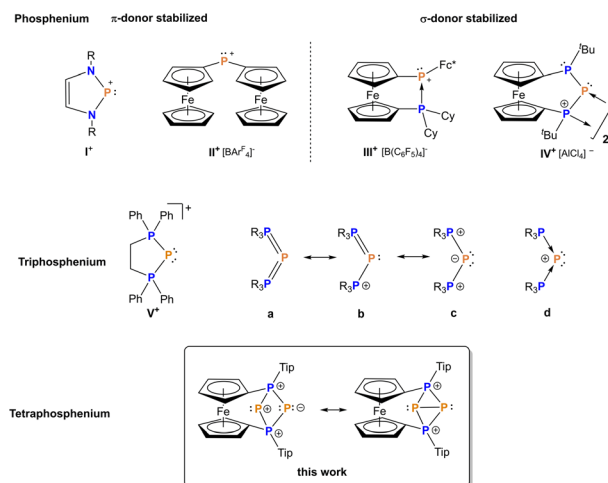 Phosphenium
π-donor stabilized
σ-donor stabilized
R
N
P
+
N
R
I+
P
+
Fe
Fe
II+ [BArF4]-
Fc*
P
+
Fe
P
Cy
Cy
III+ [B(C6F5)4]-
tBu
P
Fe
P
P
⊕
tBu
2
IV+ [AlCl4] −
Triphosphenium
Ph
Ph
+
P
P
P
Ph
Ph
V+
R3P
P
R3P
a
R3P
P
R3P
⊕
b
⊕
R3P
⊖
P
R3P
⊕
c
R3P
⊕
P
R3P
d
Tetraphosphenium
Tip
P⊕
Fe
P⊕
P
⊖
P
⊕
Tip
Tip
P⊕
Fe
P
P
P
⊕
Tip
this work